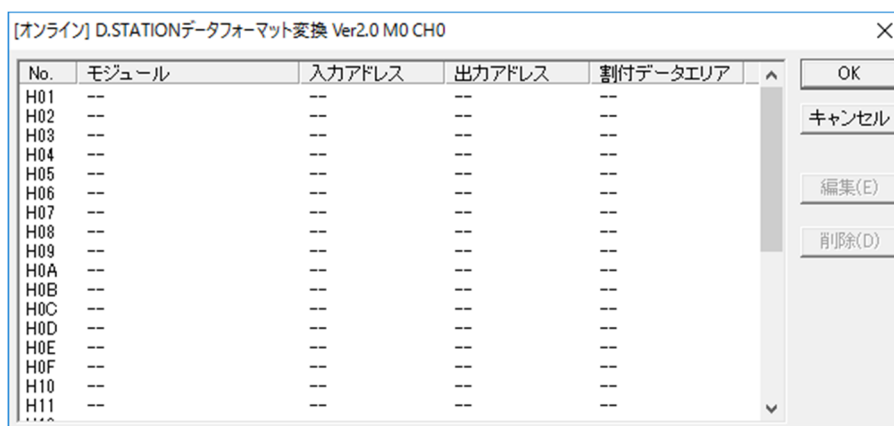 [オンライン] D.STATIONデータフォーマット変換 Ver2.0 M0 CH0
No. モジュール 入力アドレス 出力アドレス 割付データエリア OK
H01 -- -- -- --
H02 -- -- -- -- キャンセル
H03 -- -- -- --
H04 -- -- -- --
H05 -- -- -- --
H06 -- -- -- -- 編集(E)
H07 -- -- -- --
H08 -- -- -- --
H09 -- -- -- -- 削除(D)
H0A -- -- -- --
H0B -- -- -- --
H0C -- -- -- --
H0D -- -- -- --
H0E -- -- -- --
H0F -- -- -- --
H10 -- -- -- --
H11 -- -- -- --